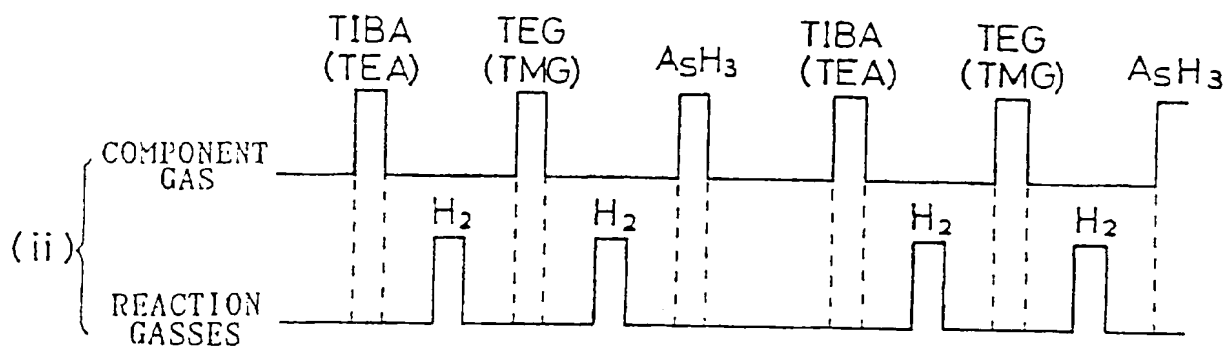 TIBA TEG AsH3 TIBA TEG AsH3
(TEA) (TMG) (TEA) (TMG)
COMPONENT
GAS
H2 H2 H2 H2
(ii)
REACTION
GASSES